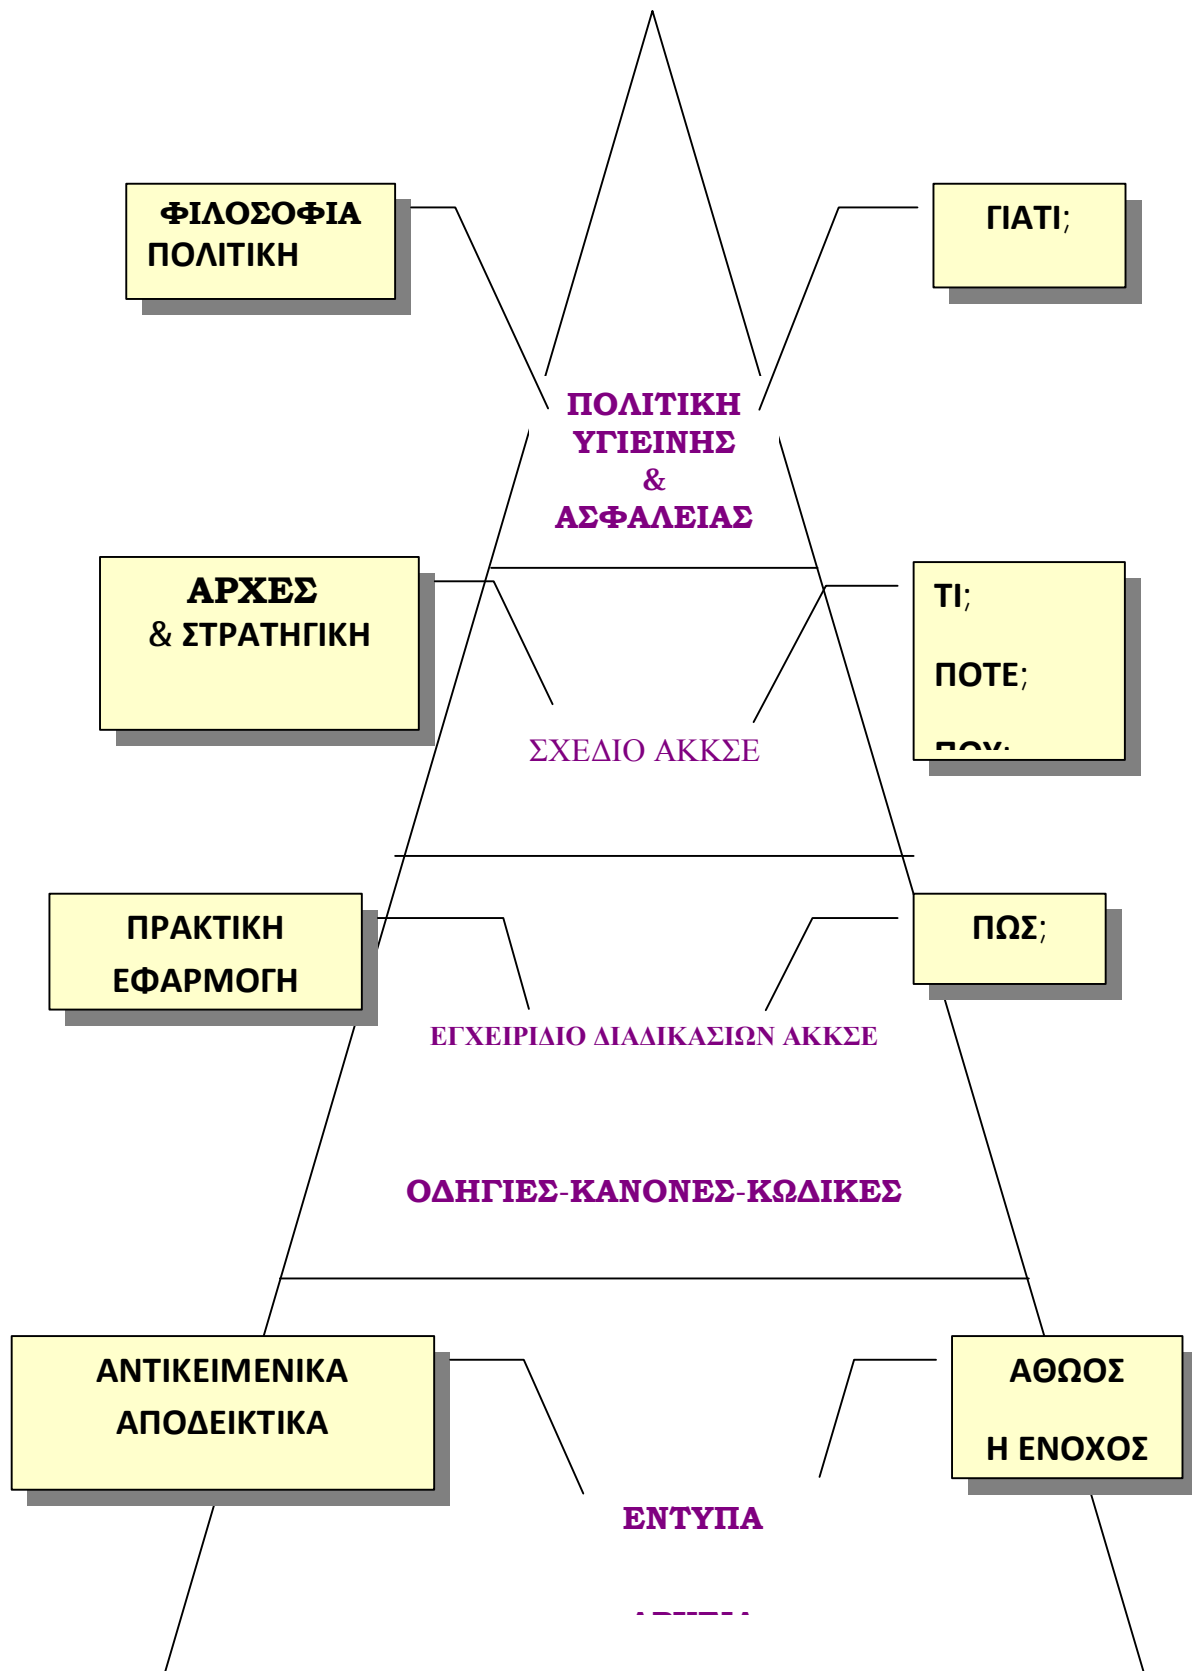 ΦΙΛΟΣΟΦΙΑ
ΠΟΛΙΤΙΚΗ
ΓΙΑΤΙ;
ΠΟΛΙΤΙΚΗ
ΥΓΙΕΙΝΗΣ
&
ΑΣΦΑΛΕΙΑΣ
ΑΡΧΕΣ
& ΣΤΡΑΤΗΓΙΚΗ
ΤΙ;
ΠΟΤΕ;
ΣΧΕΔΙΟ ΑΚΚΣΕ
ΠΡΑΚΤΙΚΗ
ΕΦΑΡΜΟΓΗ
ΠΩΣ;
ΕΓΧΕΙΡΙΔΙΟ ΔΙΑΔΙΚΑΣΙΩΝ ΑΚΚΣΕ
ΟΔΗΓΙΕΣ-ΚΑΝΟΝΕΣ-ΚΩΔΙΚΕΣ
ΑΝΤΙΚΕΙΜΕΝΙΚΑ
ΑΠΟΔΕΙΚΤΙΚΑ
ΑΘΩΟΣ
Η ΕΝΟΧΟΣ
ΕΝΤΥΠΑ